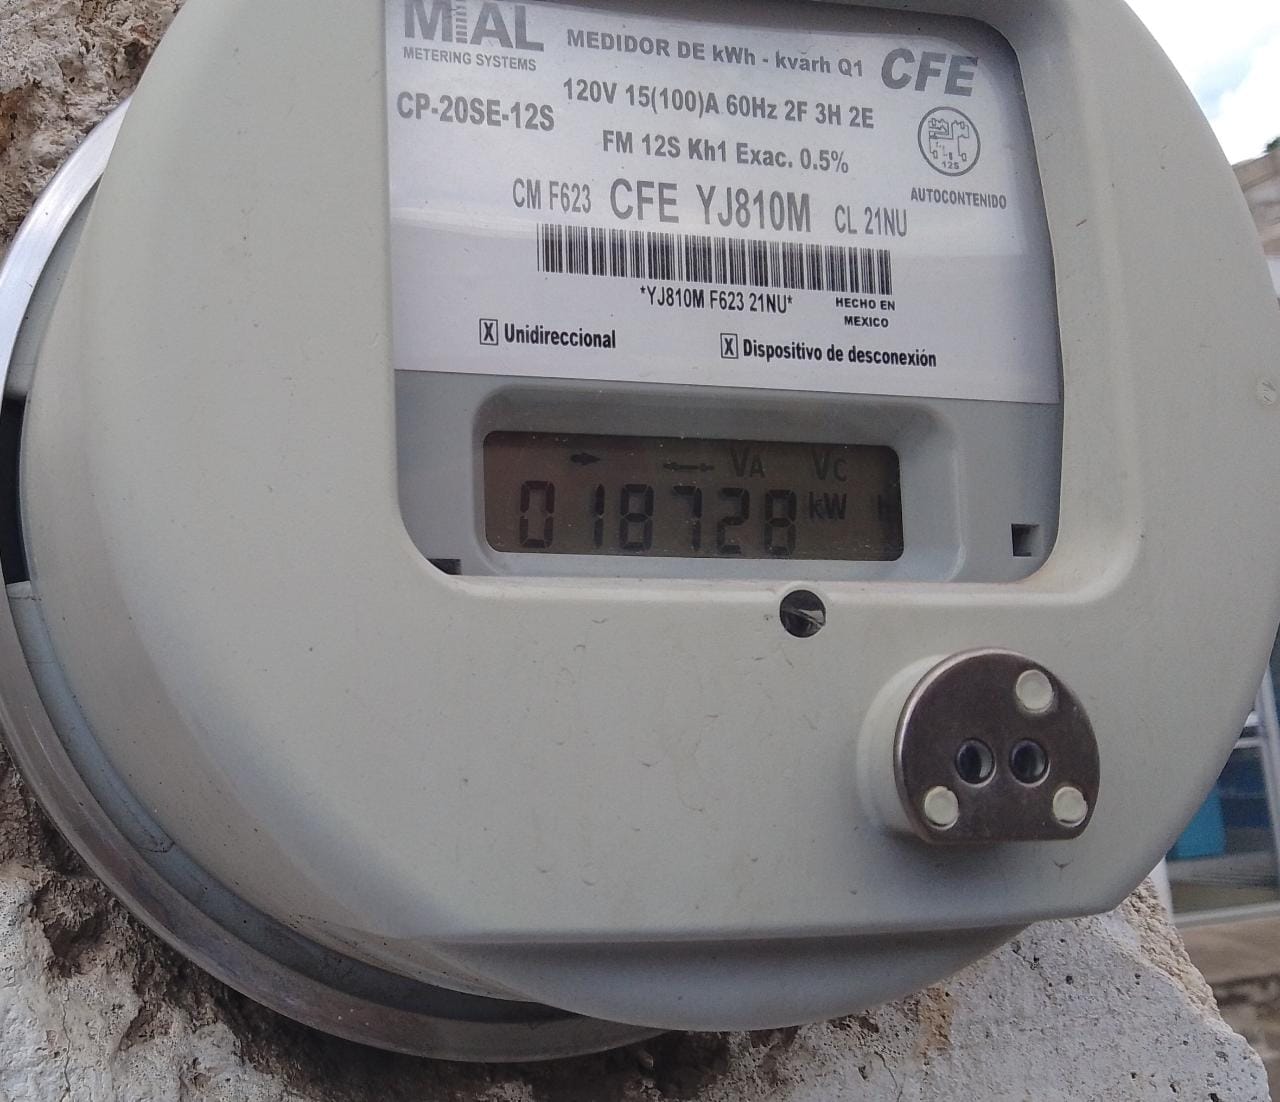 MIAL
METERING SYSTEMS
MEDIDOR DE kWh - kvarh Q1
CFE
CP-20SE-12S
120V 15(100)A 60Hz 2F 3H 2E
FM 12S Kh1 Exac. 0.5%
12S
AUTOCONTENIDO
CM F623 CFE YJ810M CL 21NU
*YJ810M F623 21NU*
HECHO EN
MEXICO
X Unidireccional
X Dispositivo de desconexión
VA VC
018728 kW h